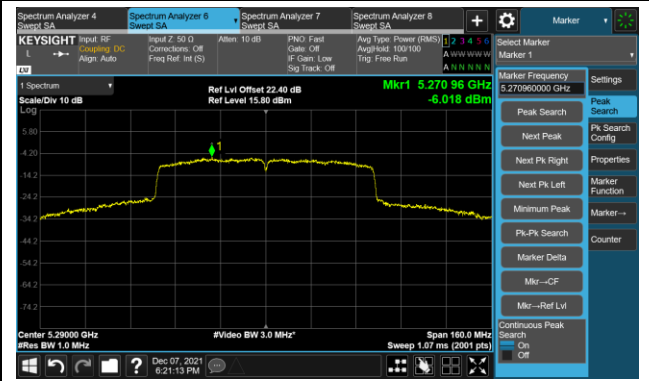 Spectrum Analyzer 4
Swept SA
Spectrum Analyzer 6
Swept SA
Spectrum Analyzer 7
Swept SA
Spectrum Analyzer 8
Swept SA
Marker
KEYSIGHT
L
Input: RF
Coupling: DC
Align: Auto
Input Z: 50 Ω
Corrections: Off
Freq Ref: Int (S)
Atten: 10 dB
PNO: Fast
Gate: Off
IF Gain: Low
Sig Track: Off
Avg Type: Power (RMS)
Avg|Hold: 100/100
Trig: Free Run
1 2 3 4 5 6
A W W W W W
A N N N N N
Select Marker
Marker 1
1 Spectrum
Scale/Div 10 dB
Log
Ref Lvl Offset 22.40 dB
Ref Level 15.80 dBm
Mkr1 5.270 96 GHz
-6.018 dBm
5.80
-4.20
-14.2
-24.2
-34.2
-44.2
-54.2
-64.2
-74.2
1
Center 5.29000 GHz
#Res BW 1.0 MHz
#Video BW 3.0 MHz*
Span 160.0 MHz
Sweep 1.07 ms (2001 pts)
Marker Frequency
5.270960000 GHz
Peak Search
Next Peak
Next Pk Right
Next Pk Left
Minimum Peak
Pk-Pk Search
Marker Delta
Mkr→CF
Mkr→Ref Lvl
Continuous Peak
Search
On
Off
Settings
Peak
Search
Pk Search
Config
Properties
Marker
Function
Marker→
Counter
?
Dec 07, 2021
6:21:13 PM